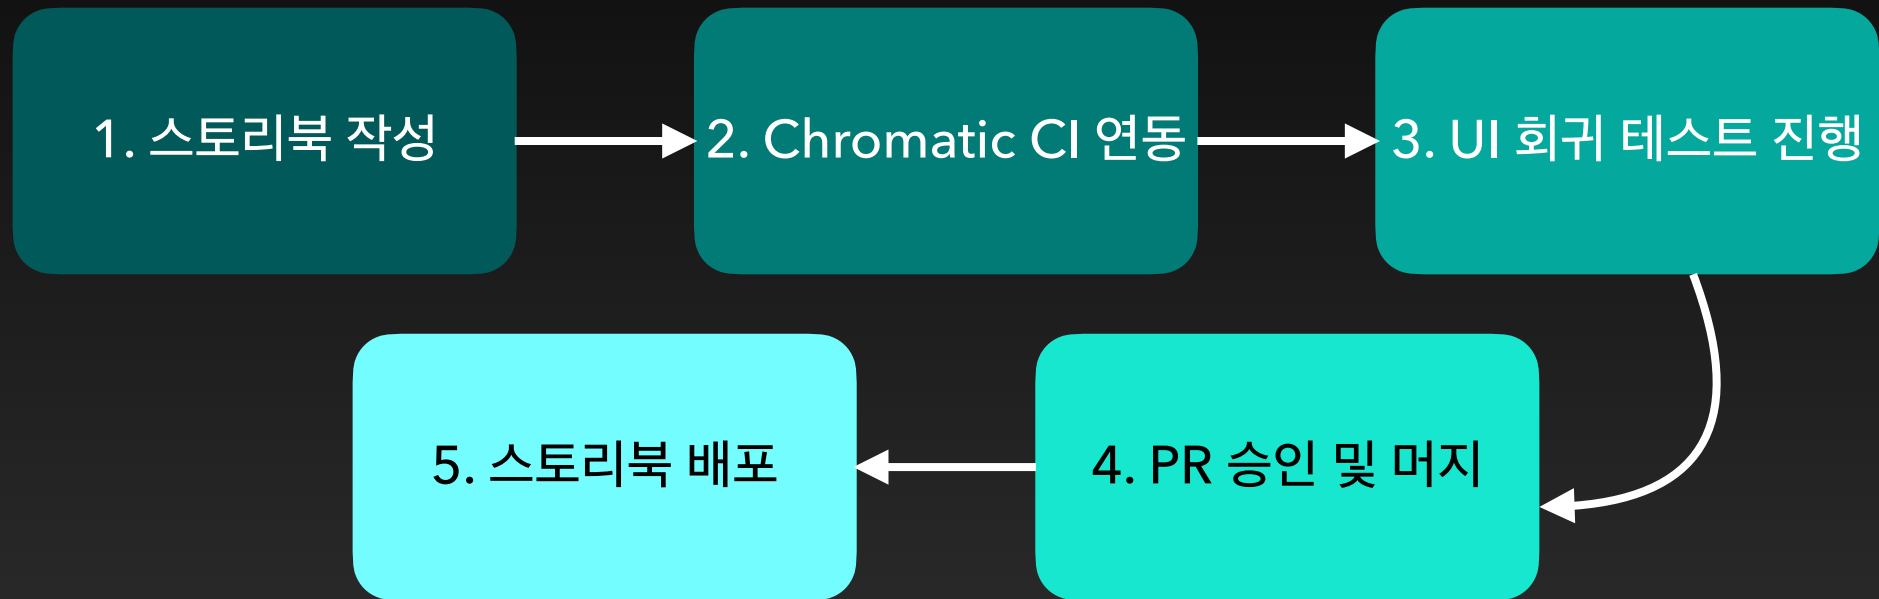 1. 스토리북 작성
2. Chromatic CI 연동
3. UI 회귀 테스트 진행
4. PR 승인 및 머지
5. 스토리북 배포